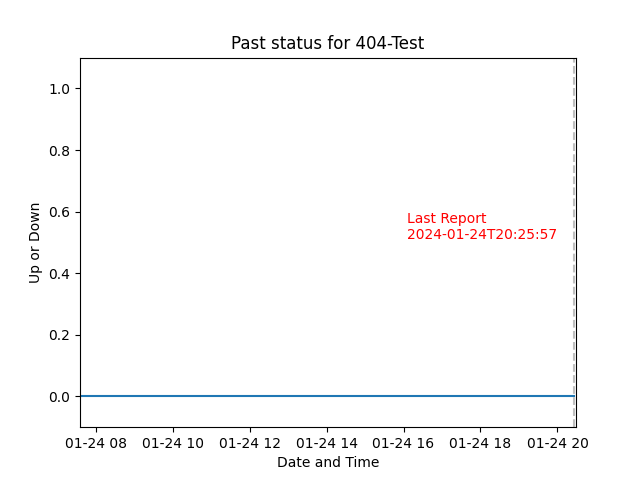 Past status for 404-Test
1.0
0.8
0.6
0.4
0.2
0.0
Up or Down
Last Report
2024-01-24T20:25:57
01-24 08 01-24 10 01-24 12 01-24 14 01-24 16 01-24 18 01-24 20
Date and Time